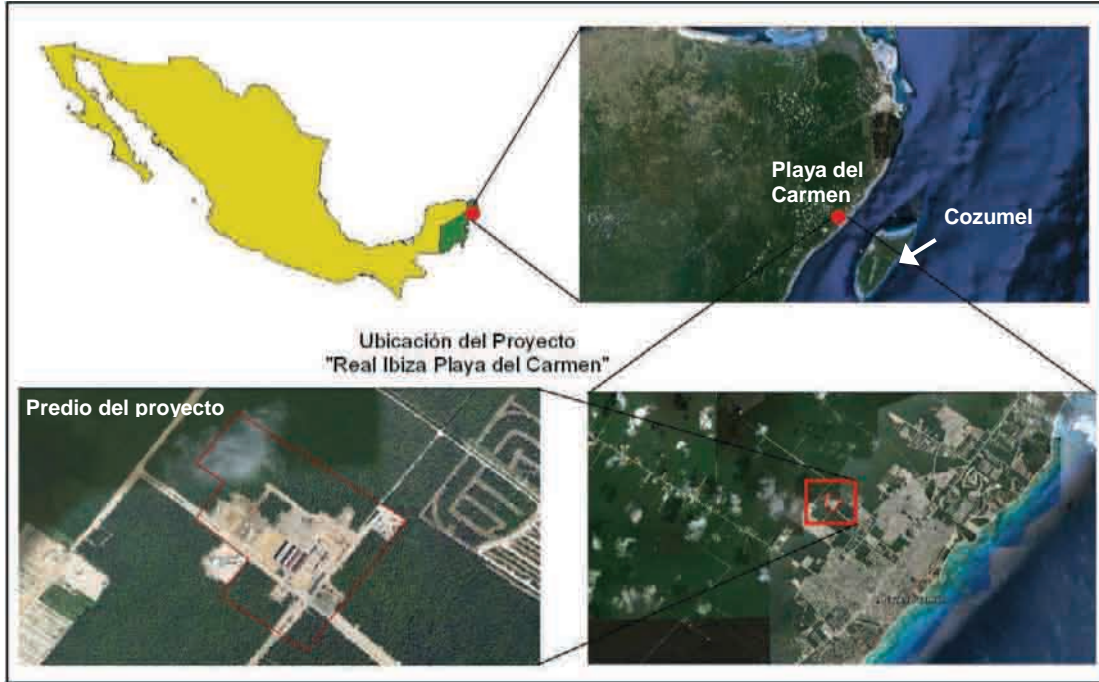 Playa del
Carmen
Cozumel
Ubicación del Proyecto
"Real Ibiza Playa del Carmen"
Predio del proyecto